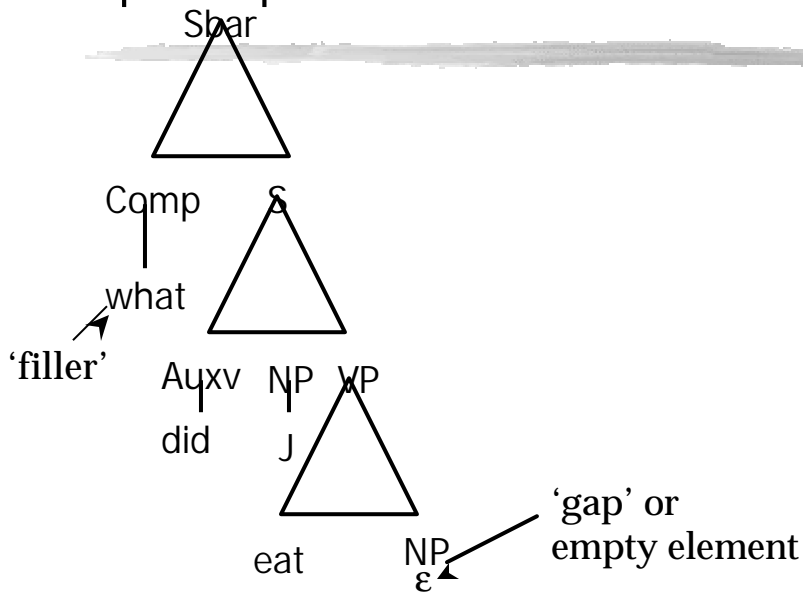 Sbar
Comp S
what
‘filler’
Auxv NP VP
did J
‘gap’ or
empty element
eat NP
ε